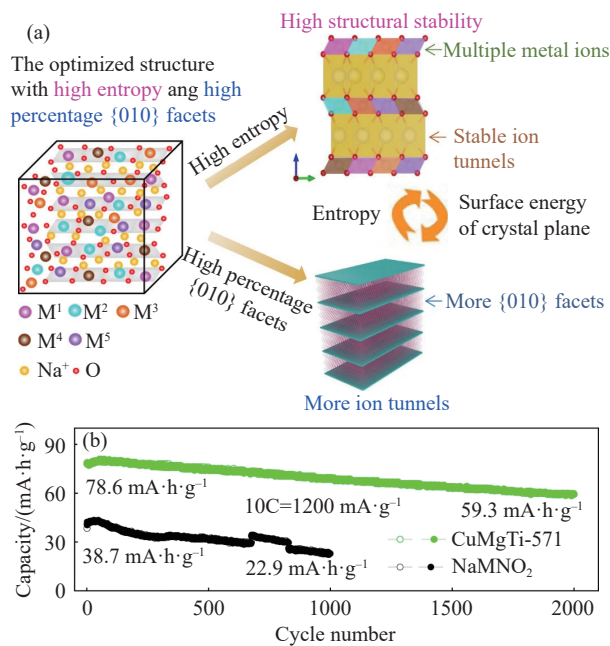 (a)
The optimized structure
with high entropy ang high
percentage {010} facets
M¹ M² M³
M⁴ M⁵
Na⁺ O
High entropy
High percentage
{010} facets
High structural stability
Multiple metal ions
Stable ion
tunnels
Entropy
Surface energy
of crystal plane
More {010} facets
More ion tunnels
(b)
Capacity/(mA·h·g⁻¹)
90
60
30
0
78.6 mA·h·g⁻¹
10C=1200 mA·g⁻¹
59.3 mA·h·g⁻¹
38.7 mA·h·g⁻¹
22.9 mA·h·g⁻¹
CuMgTi-571
NaMNO₂
0 500 1000 1500 2000
Cycle number